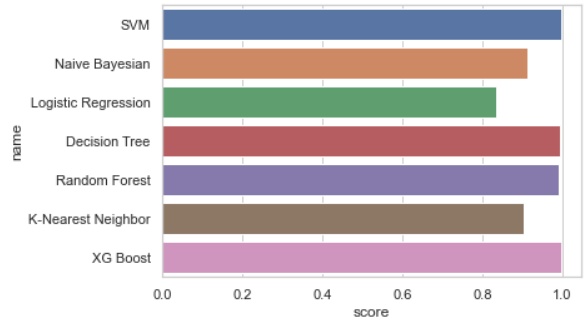 SVM
Naive Bayesian
Logistic Regression
Decision Tree
Random Forest
K-Nearest Neighbor
XG Boost
name
0.0 0.2 0.4 0.6 0.8 1.0
score